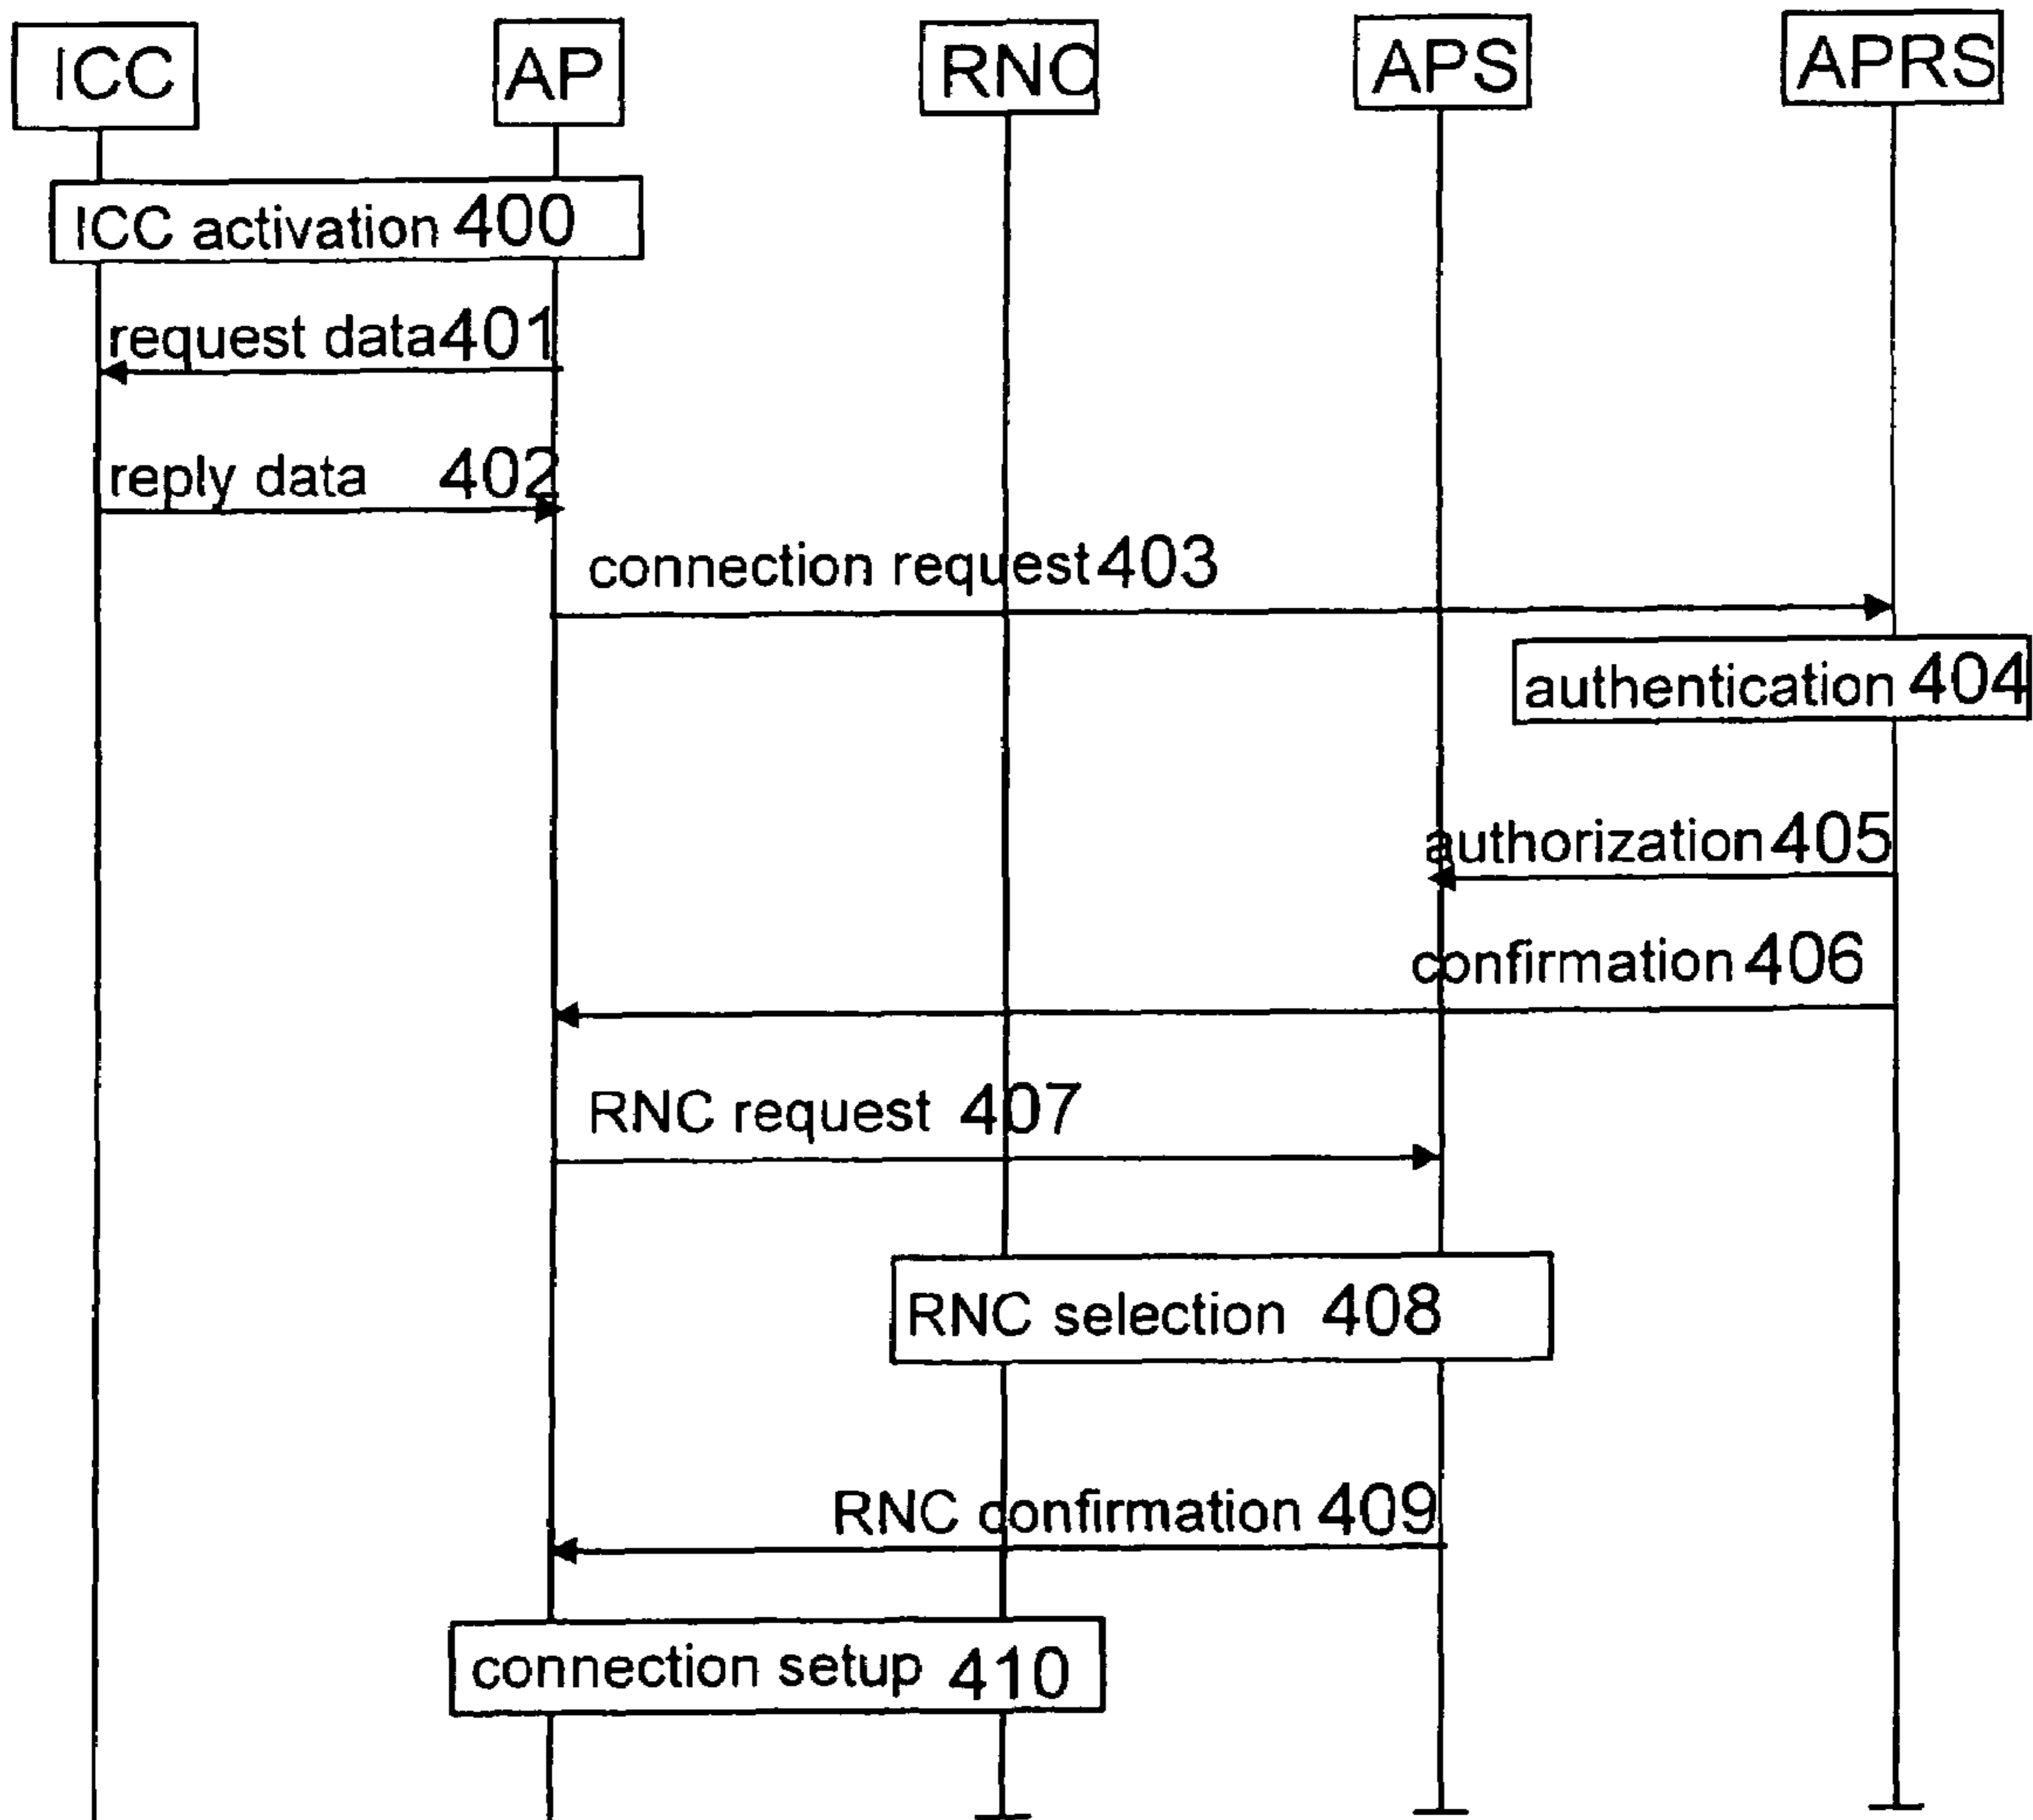 ICC AP RNC APS APRS
ICC activation 400
request data 401
reply data 402
connection request 403
authentication 404
authorization 405
confirmation 406
RNC request 407
RNC selection 408
RNC confirmation 409
connection setup 410